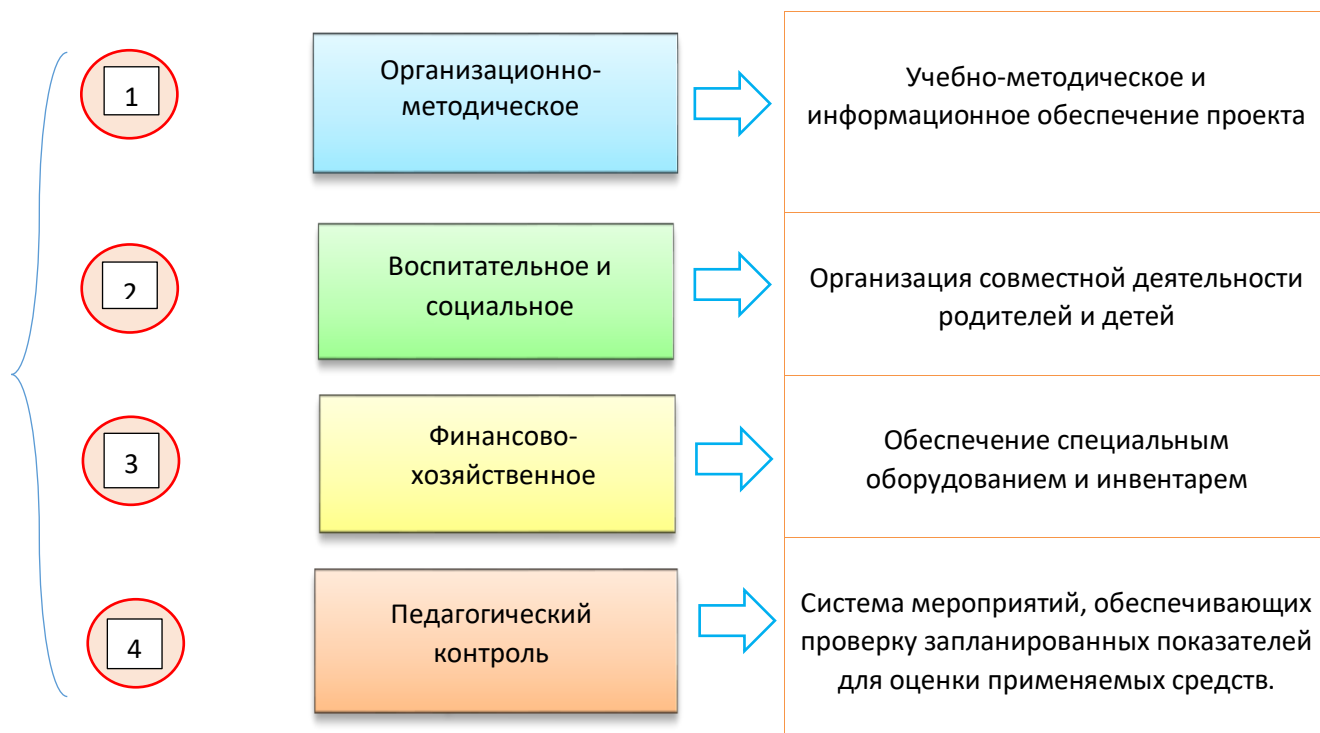 1
Организационно-
методическое
Учебно-методическое и
информационное обеспечение проекта
2
Воспитательное и
социальное
Организация совместной деятельности
родителей и детей
3
Финансово-
хозяйственное
Обеспечение специальным
оборудованием и инвентарем
4
Педагогический
контроль
Система мероприятий, обеспечивающих
проверку запланированных показателей
для оценки применяемых средств.